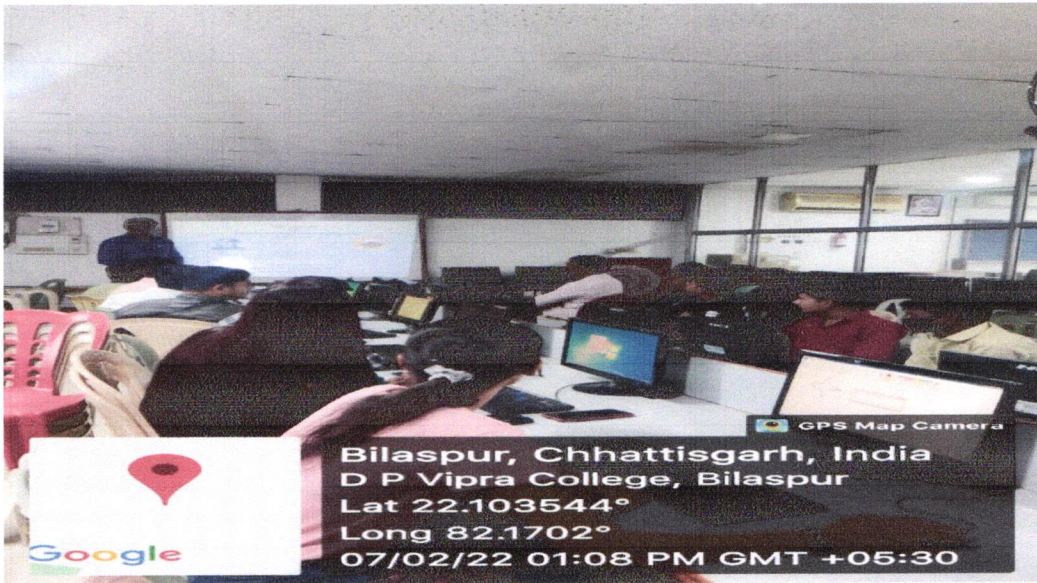 GPS Map Camera
Bilaspur, Chhattisgarh, India
D P Vipra College, Bilaspur
Lat 22.103544°
Long 82.1702°
07/02/22 01:08 PM GMT +05:30
Google